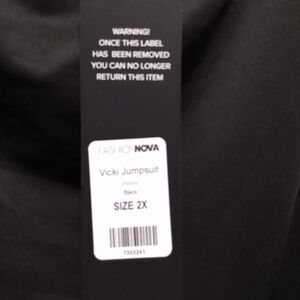 WARNING!
ONCE THIS LABEL
HAS BEEN REMOVED
YOU CAN NO LONGER
RETURN THIS ITEM
FASHIONNOVA
Vicki Jumpsuit
Black
SIZE 2X
7353261